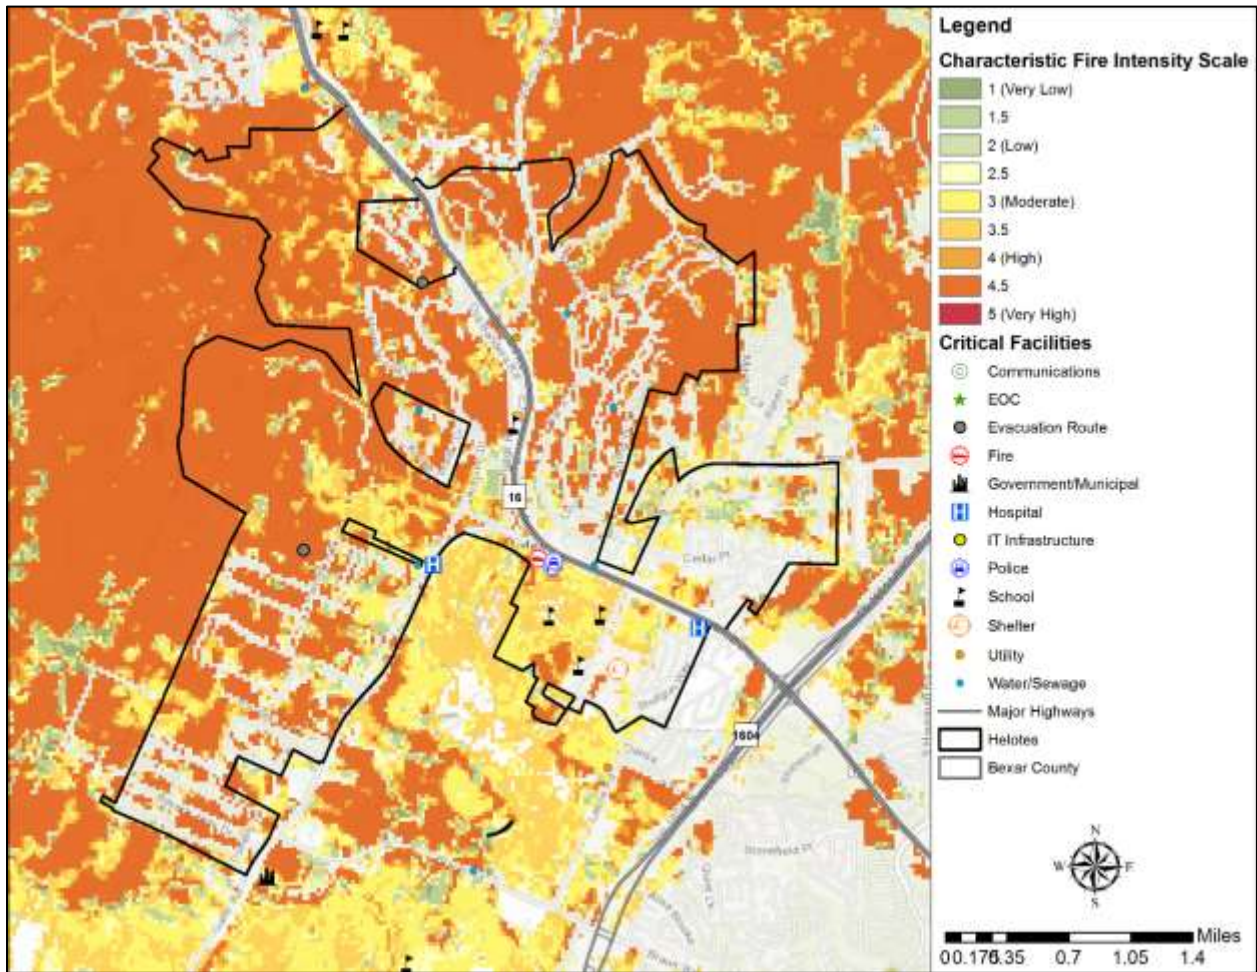 Legend
Characteristic Fire Intensity Scale
1 (Very Low)
1.5
2 (Low)
2.5
3 (Moderate)
3.5
4 (High)
4.5
5 (Very High)
Critical Facilities
Communications
EOC
Evacuation Route
Fire
Government/Municipal
H Hospital
IT Infrastructure
Police
School
Shelter
Utility
Water/Sewage
Major Highways
Helotes
Bexar County
N
W E
S
Miles
0 0.175 0.35 0.7 1.05 1.4
16
H
Cedar Pl
H
1604